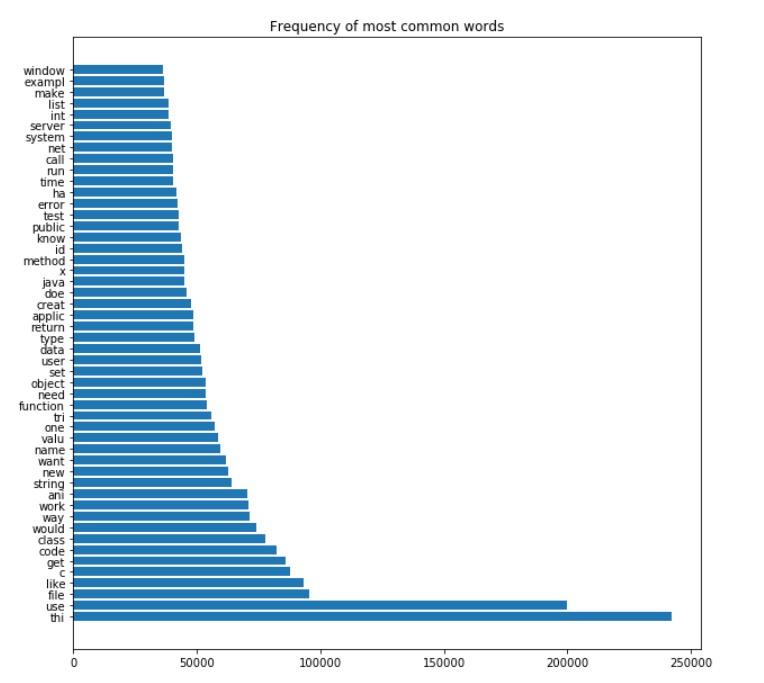 Frequency of most common words
window
exampl
make
list
int
server
system
net
call
run
time
ha
error
test
public
know
id
method
x
java
doe
creat
applic
return
type
data
user
set
object
need
function
tri
one
valu
name
want
new
string
ani
work
way
would
class
code
get
c
like
file
use
thi
0 50000 100000 150000 200000 250000